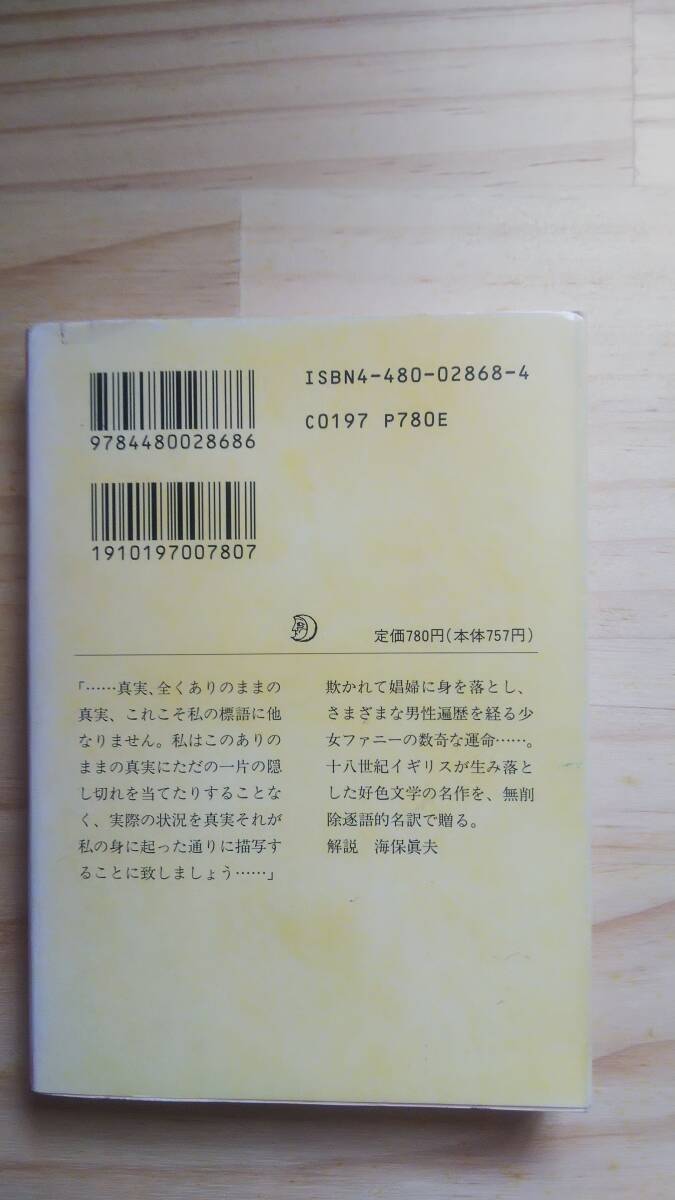 ISBN4-480-02868-4
C0197 P780E
9784480028686
1910197007807
定価780円(本体757円)
「……真実、全くありのままの
真実、これこそ私の標語に他
なりません。私はこのありの
ままの真実にただの一片の隠
し切れを当てたりすることな
く、実際の状況を真実それが
私の身に起った通りに描写す
ることに致しましょう……」
欺かれて娼婦に身を落とし、
さまざまな男性遍歴を経る少
女ファニーの数奇な運命……。
十八世紀イギリスが生み落と
した好色文学の名作を、無削
除逐語的名訳で贈る。
解説　海保眞夫